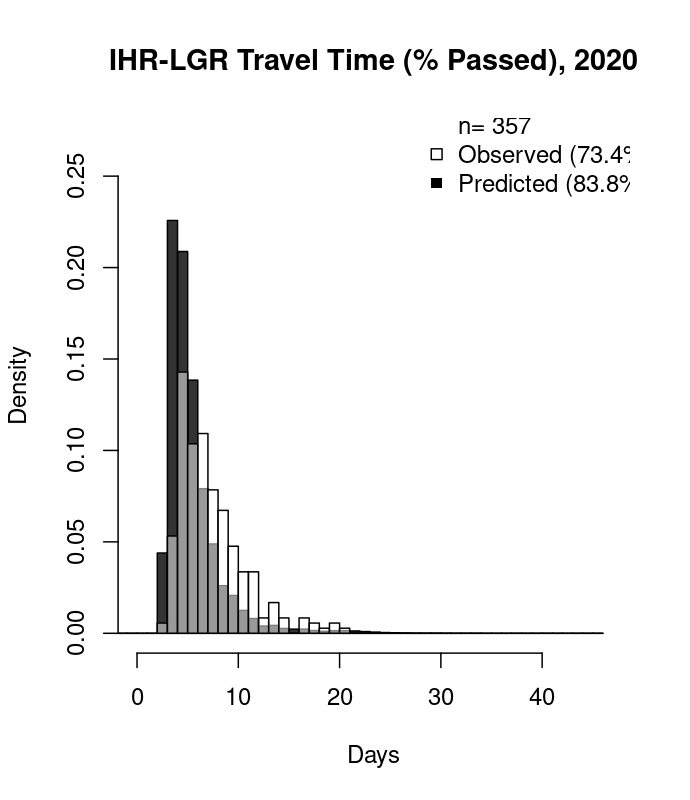 IHR-LGR Travel Time (% Passed), 2020
n= 357
Observed (73.4%
Predicted (83.8%
Density
0.25
0.20
0.15
0.10
0.05
0.00
0 10 20 30 40
Days